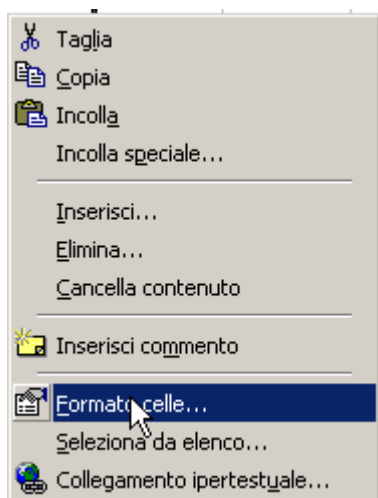 Taglia
Copia
Incolla
Incolla speciale...
Inserisci...
Elimina...
Cancella contenuto
Inserisci commento
Formato celle...
Seleziona da elenco...
Collegamento ipertestuale...